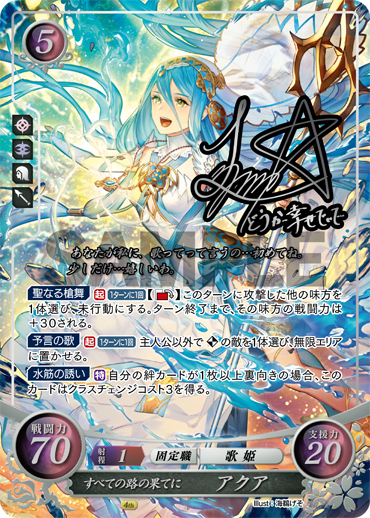 5
あなたが私に、歌ってって言うの…初めてね。
少しだけ…嬉しいわ。
SAMPLE
聖なる槍舞 起 1ターンに1回 【】このターンに攻撃した他の味方を
1体選び、未行動にする。ターン終了まで、その味方の戦闘力は
+30される。
予言の歌 起 1ターンに1回 主人公以外での敵を1体選び、無限エリア
に置かせる。
水筋の誘い 特 自分の絆カードが1枚以上裏向きの場合、この
カードはクラスチェンジコスト3を得る。
戦闘力 70
射程 1 固定職 歌姫
支援力 20
すべての路の果てに アクア
4th
Illust：海鵜げそ